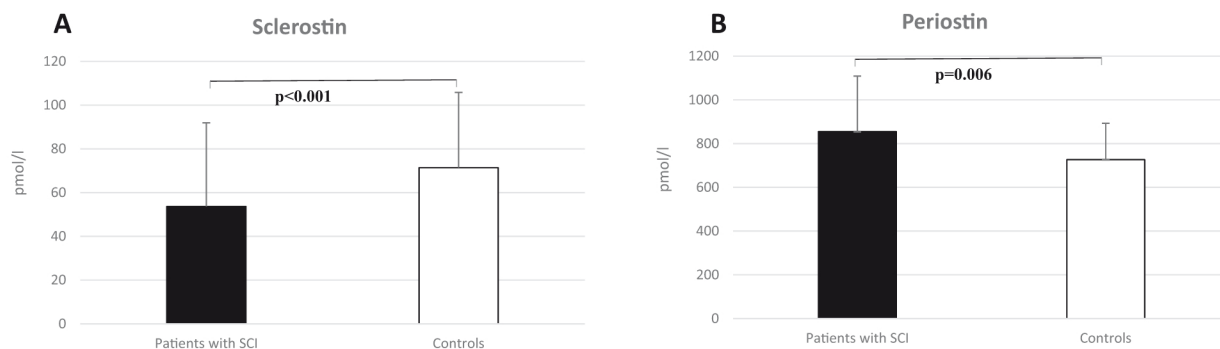 A
Sclerostin
120
100
80
60
40
20
0
pmol/l
p<0.001
Patients with SCI
Controls
B
Periostin
1200
1000
800
600
400
200
0
pmol/l
p=0.006
Patients with SCI
Controls